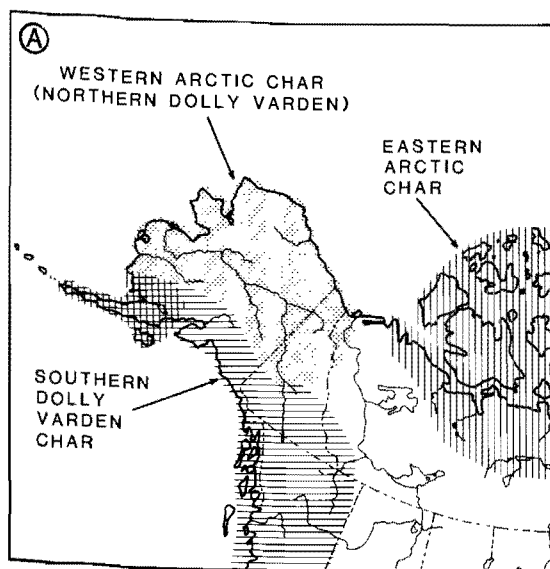 A
WESTERN ARCTIC CHAR
(NORTHERN DOLLY VARDEN)
EASTERN
ARCTIC
CHAR
SOUTHERN
DOLLY
VARDEN
CHAR